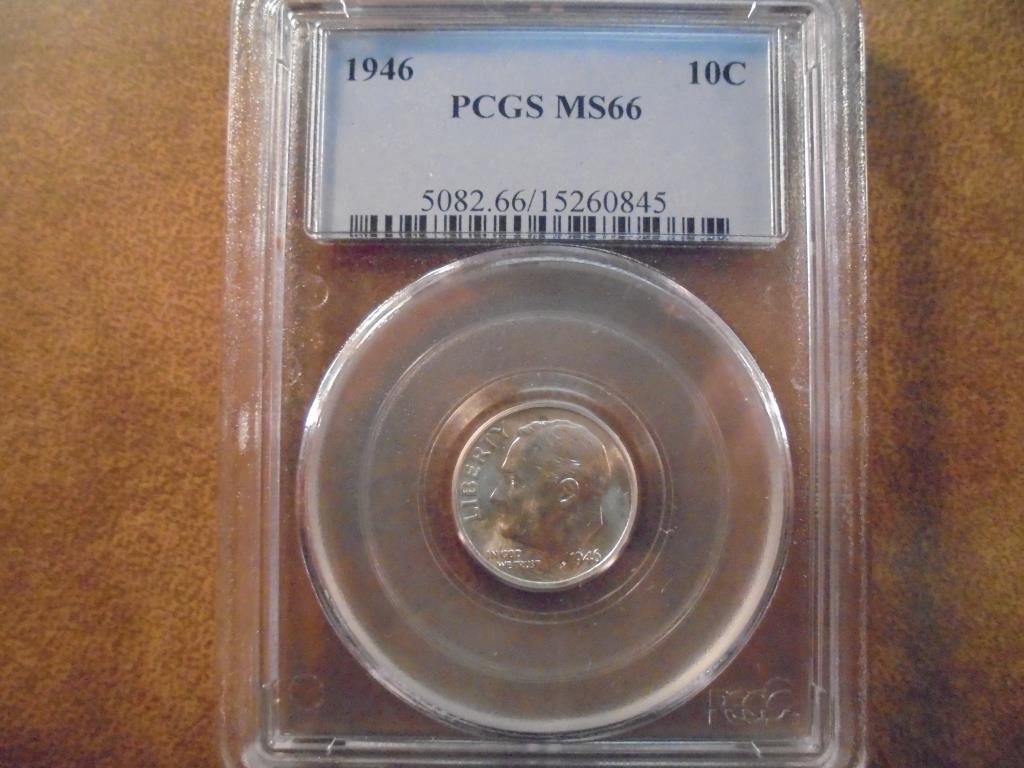 1946 10C
PCGS MS66
5082.66/15260845
LIBERTY
IN GOD
WE TRUST
1946
PCGS